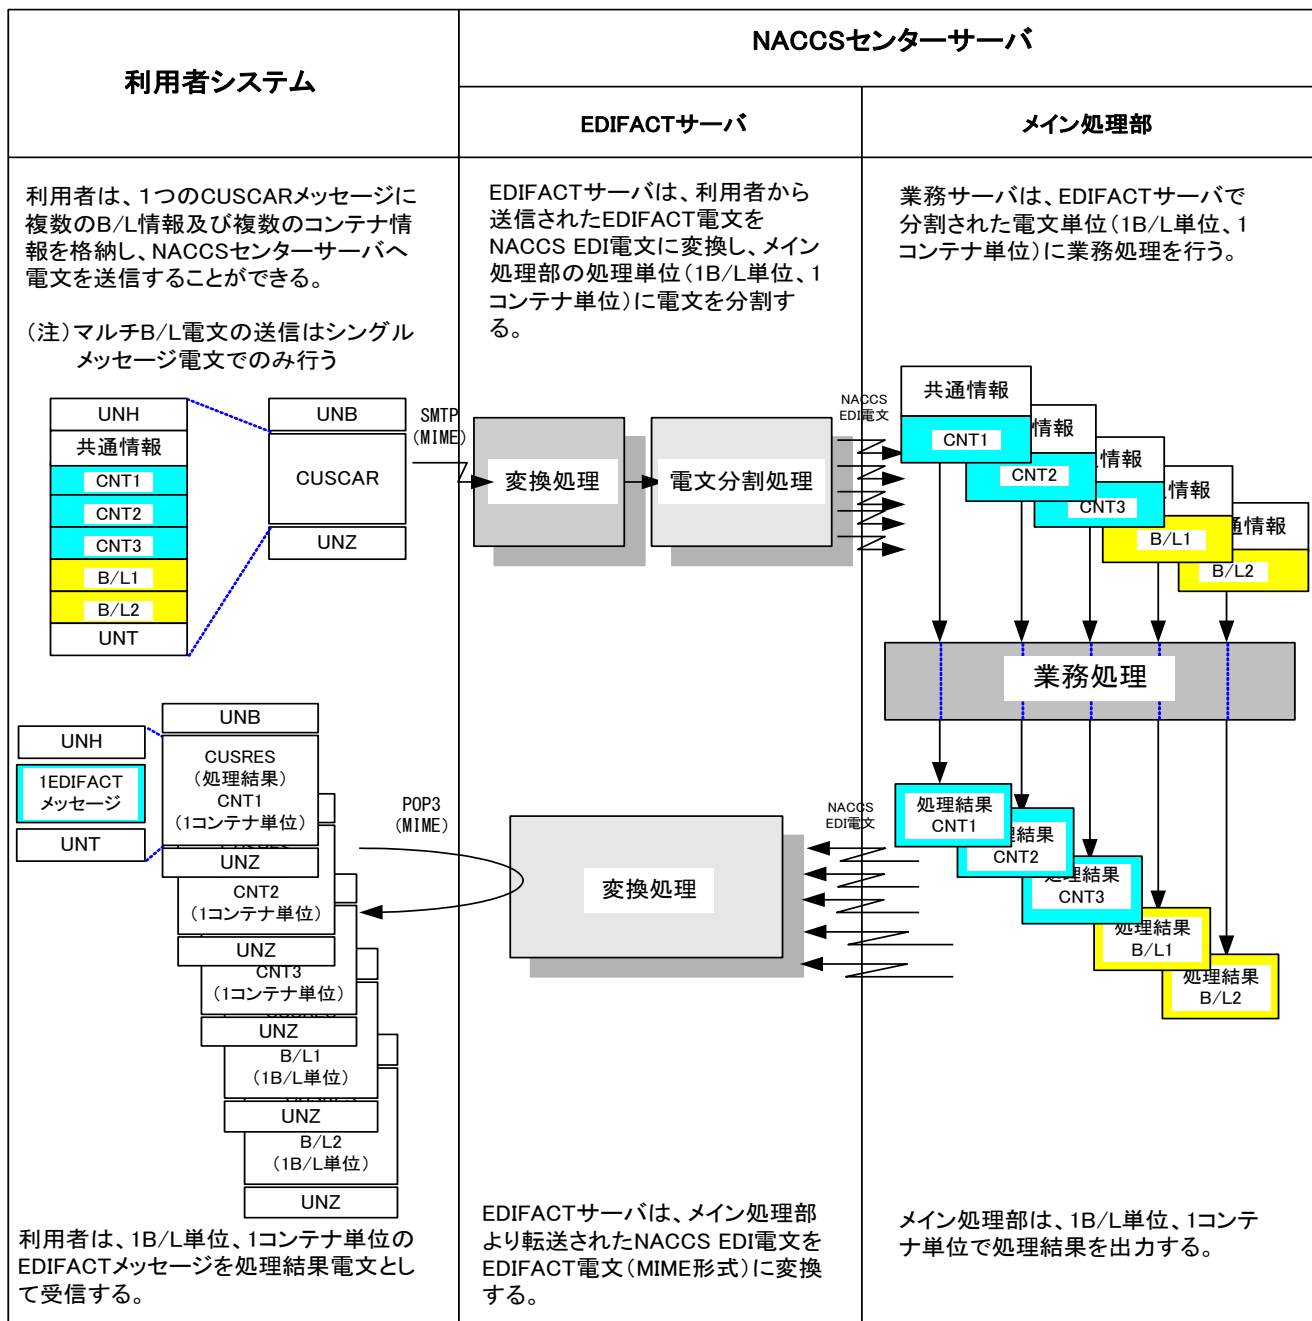 利用者システム
NACCSセンターサーバ
EDIFACTサーバ
メイン処理部
利用者は、１つのCUSCARメッセージに
複数のB/L情報及び複数のコンテナ情
報を格納し、NACCSセンターサーバへ
電文を送信することができる。
（注）マルチB/L電文の送信はシングル
メッセージ電文でのみ行う
EDIFACTサーバは、利用者から
送信されたEDIFACT電文を
NACCS EDI電文に変換し、メイン
処理部の処理単位（1B/L単位、1
コンテナ単位）に電文を分割す
る。
業務サーバは、EDIFACTサーバで
分割された電文単位（1B/L単位、1
コンテナ単位）に業務処理を行う。
UNH
共通情報
CNT1
CNT2
CNT3
B/L1
B/L2
UNT
UNB
CUSCAR
UNZ
SMTP
(MIME)
変換処理
電文分割処理
NACCS
EDI電文
共通情報
CNT1
情報
CNT2
情報
CNT3
情報
B/L1
通情報
B/L2
業務処理
UNH
1EDIFACT
メッセージ
UNT
UNB
CUSRES
（処理結果）
CNT1
（1コンテナ単位）
UNZ
CNT2
（1コンテナ単位）
UNZ
CNT3
（1コンテナ単位）
UNZ
B/L1
（1B/L単位）
UNZ
B/L2
（1B/L単位）
UNZ
POP3
(MIME)
変換処理
NACCS
EDI電文
処理結果
CNT1
理結果
CNT2
処理結果
CNT3
処理結果
B/L1
処理結果
B/L2
利用者は、1B/L単位、1コンテナ単位の
EDIFACTメッセージを処理結果電文とし
て受信する。
EDIFACTサーバは、メイン処理部
より転送されたNACCS EDI電文を
EDIFACT電文（MIME形式）に変換
する。
メイン処理部は、1B/L単位、1コンテ
ナ単位で処理結果を出力する。